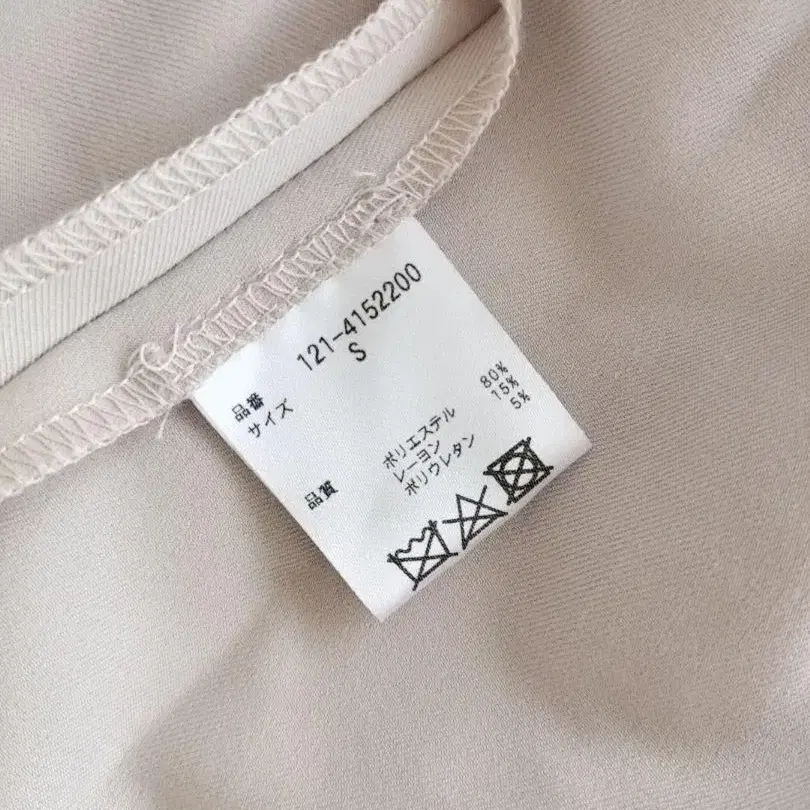 品番 121-4152200
サイズ S
品質 ポリエステル 80%
レーヨン 15%
ポリウレタン 5%